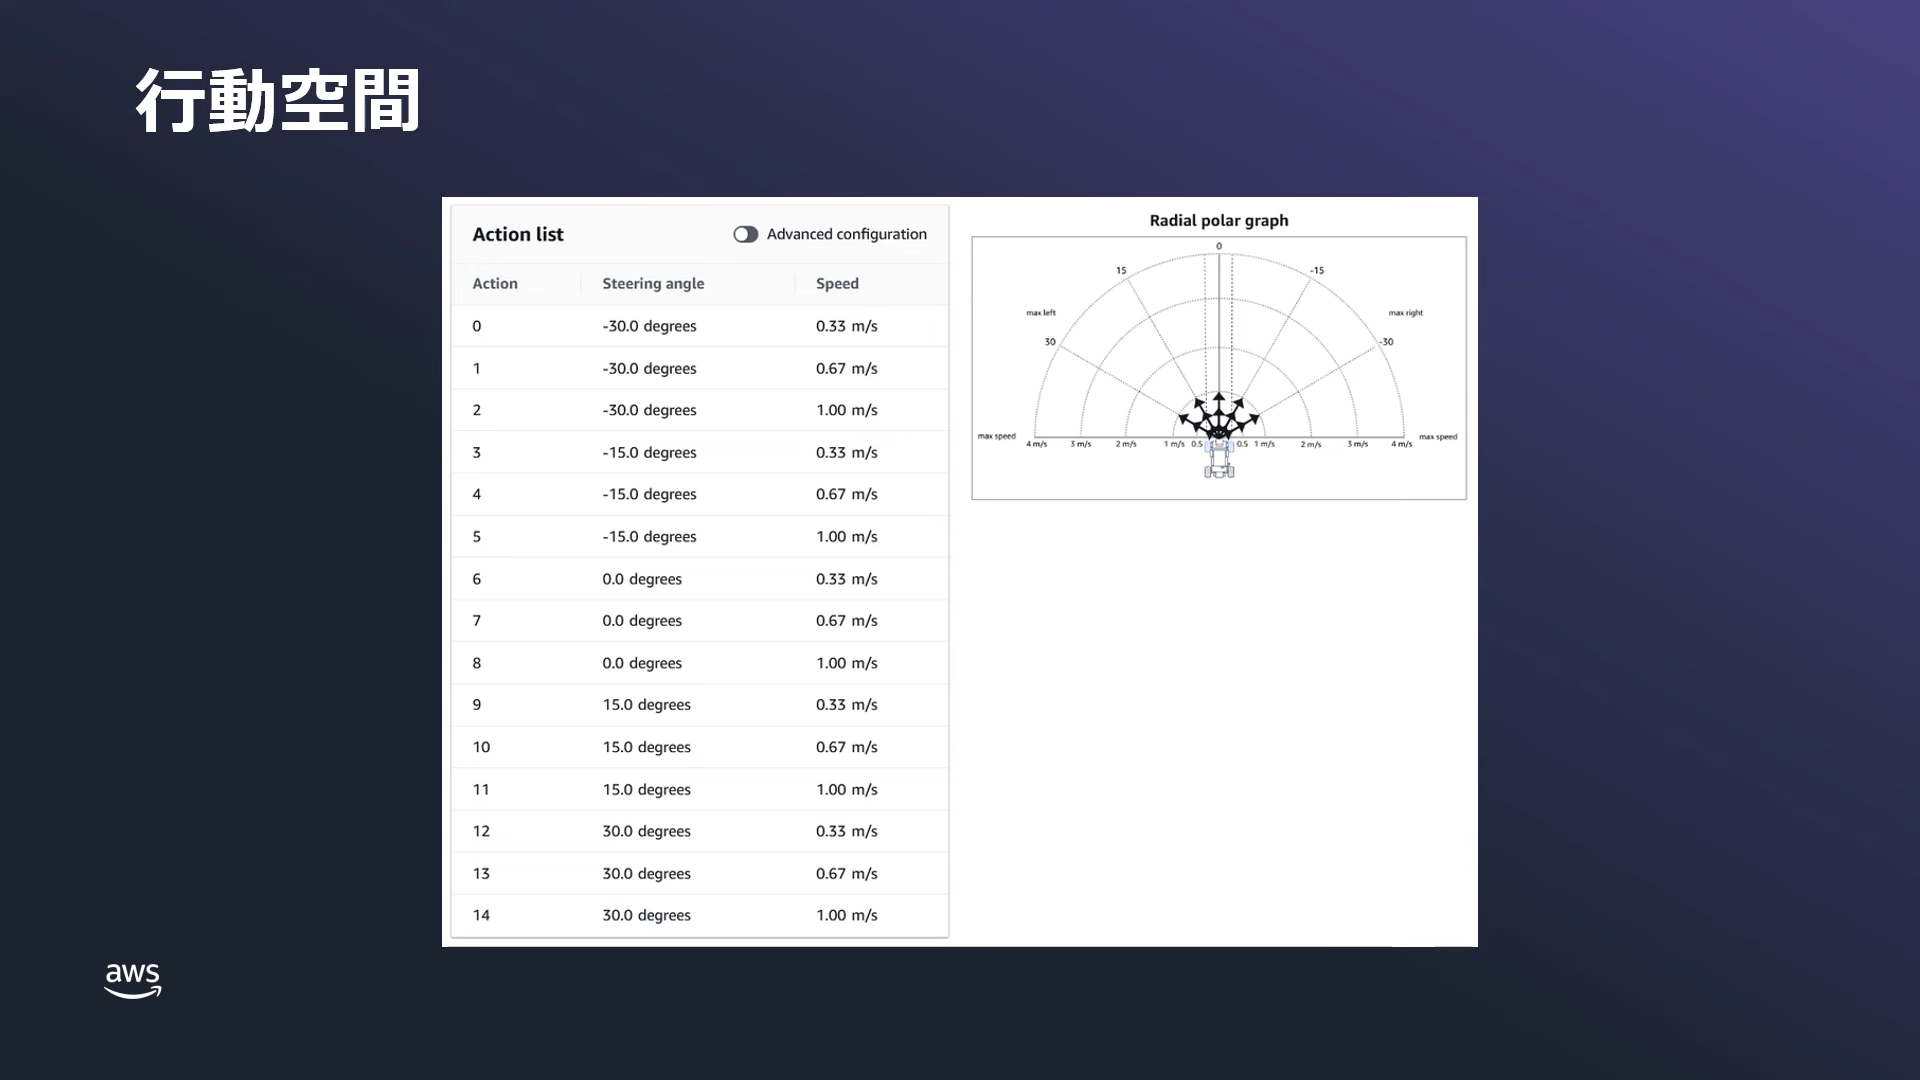 行動空間
Action list
Advanced configuration
Action Steering angle Speed
0 -30.0 degrees 0.33 m/s
1 -30.0 degrees 0.67 m/s
2 -30.0 degrees 1.00 m/s
3 -15.0 degrees 0.33 m/s
4 -15.0 degrees 0.67 m/s
5 -15.0 degrees 1.00 m/s
6 0.0 degrees 0.33 m/s
7 0.0 degrees 0.67 m/s
8 0.0 degrees 1.00 m/s
9 15.0 degrees 0.33 m/s
10 15.0 degrees 0.67 m/s
11 15.0 degrees 1.00 m/s
12 30.0 degrees 0.33 m/s
13 30.0 degrees 0.67 m/s
14 30.0 degrees 1.00 m/s
Radial polar graph
0
15 -15
max left max right
30 -30
max speed 4 m/s 3 m/s 2 m/s 1 m/s 0.5 0.5 1 m/s 2 m/s 3 m/s 4 m/s max speed
aws